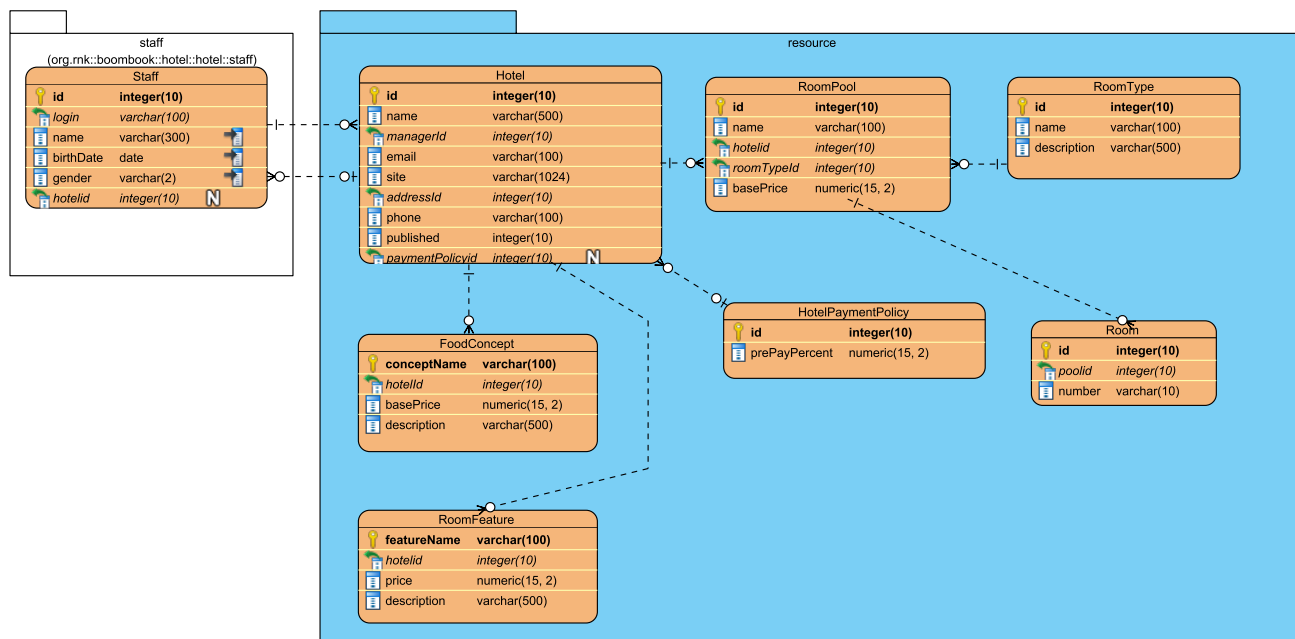 staff
(org.rnk::boombook::hotel::hotel::staff)
Staff
id integer(10)
login varchar(100)
name varchar(300)
birthDate date
gender varchar(2)
hotelid integer(10) N
resource
Hotel
id integer(10)
name varchar(500)
managerId integer(10)
email varchar(100)
site varchar(1024)
addressId integer(10)
phone varchar(100)
published integer(10)
paymentPolicyid integer(10) N
RoomPool
id integer(10)
name varchar(100)
hotelid integer(10)
roomTypeId integer(10)
basePrice numeric(15, 2)
RoomType
id integer(10)
name varchar(100)
description varchar(500)
HotelPaymentPolicy
id integer(10)
prePayPercent numeric(15, 2)
Room
id integer(10)
poolid integer(10)
number varchar(10)
FoodConcept
conceptName varchar(100)
hotelId integer(10)
basePrice numeric(15, 2)
description varchar(500)
RoomFeature
featureName varchar(100)
hotelid integer(10)
price numeric(15, 2)
description varchar(500)